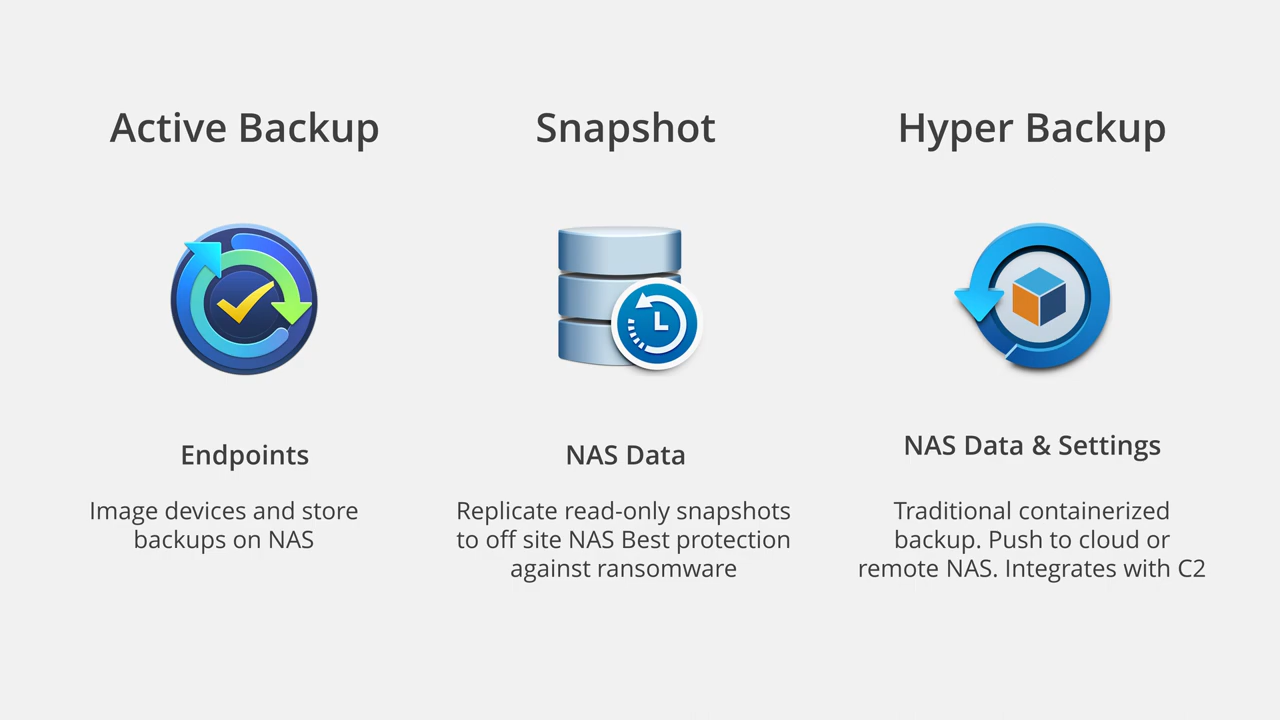 Active Backup
Snapshot
Hyper Backup
Endpoints
NAS Data
NAS Data & Settings
Image devices and store
backups on NAS
Replicate read-only snapshots
to off site NAS Best protection
against ransomware
Traditional containerized
backup. Push to cloud or
remote NAS. Integrates with C2